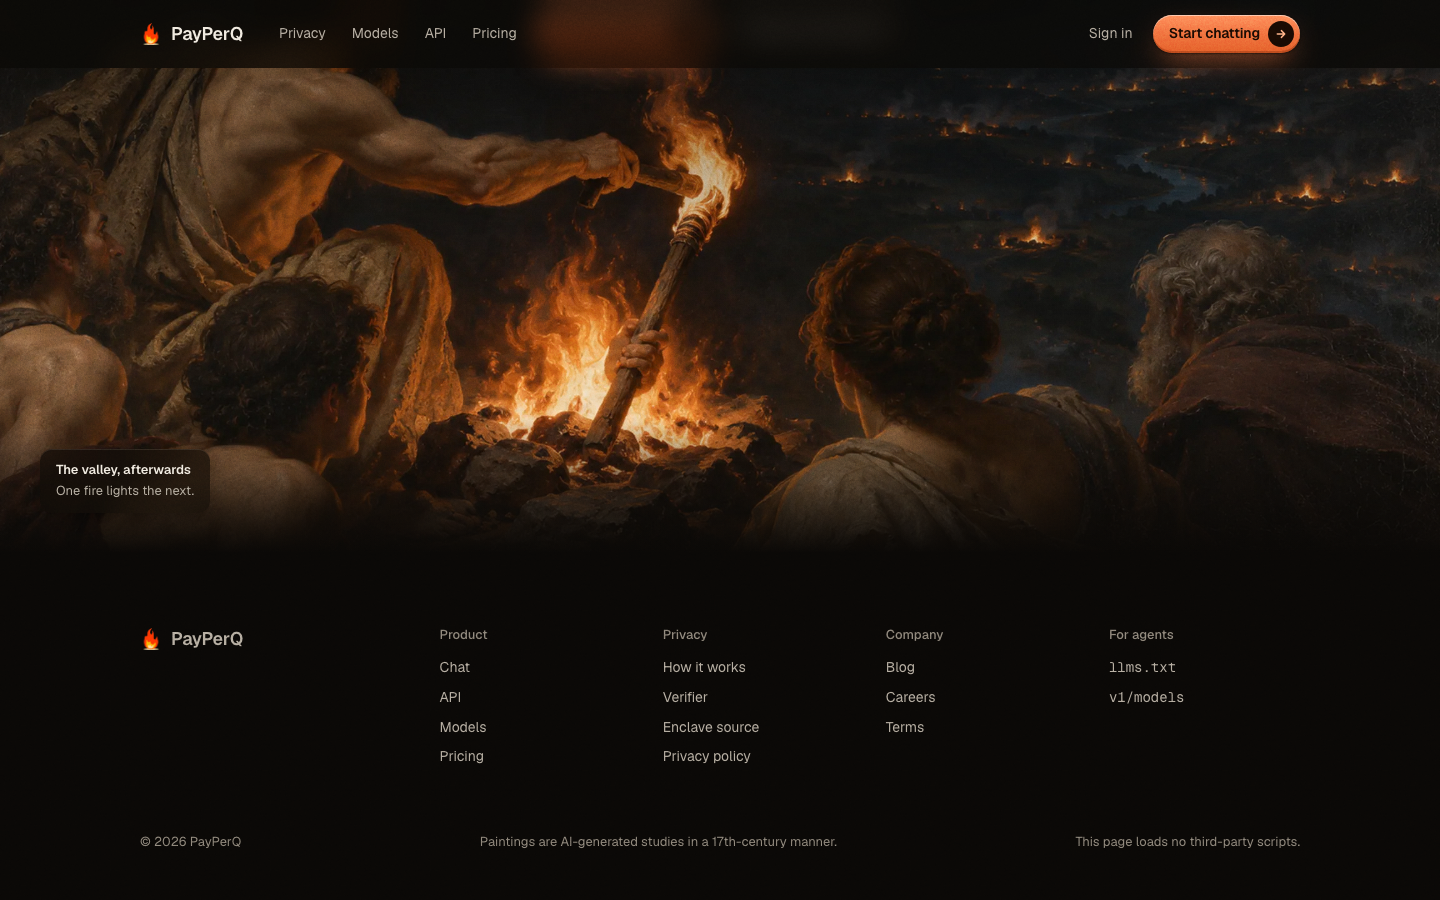 PayPerQ
Privacy
Models
API
Pricing
Sign in
Start chatting
The valley, afterwards
One fire lights the next.
PayPerQ
Product
Chat
API
Models
Pricing
Privacy
How it works
Verifier
Enclave source
Privacy policy
Company
Blog
Careers
Terms
For agents
llms.txt
v1/models
© 2026 PayPerQ
Paintings are AI-generated studies in a 17th-century manner.
This page loads no third-party scripts.